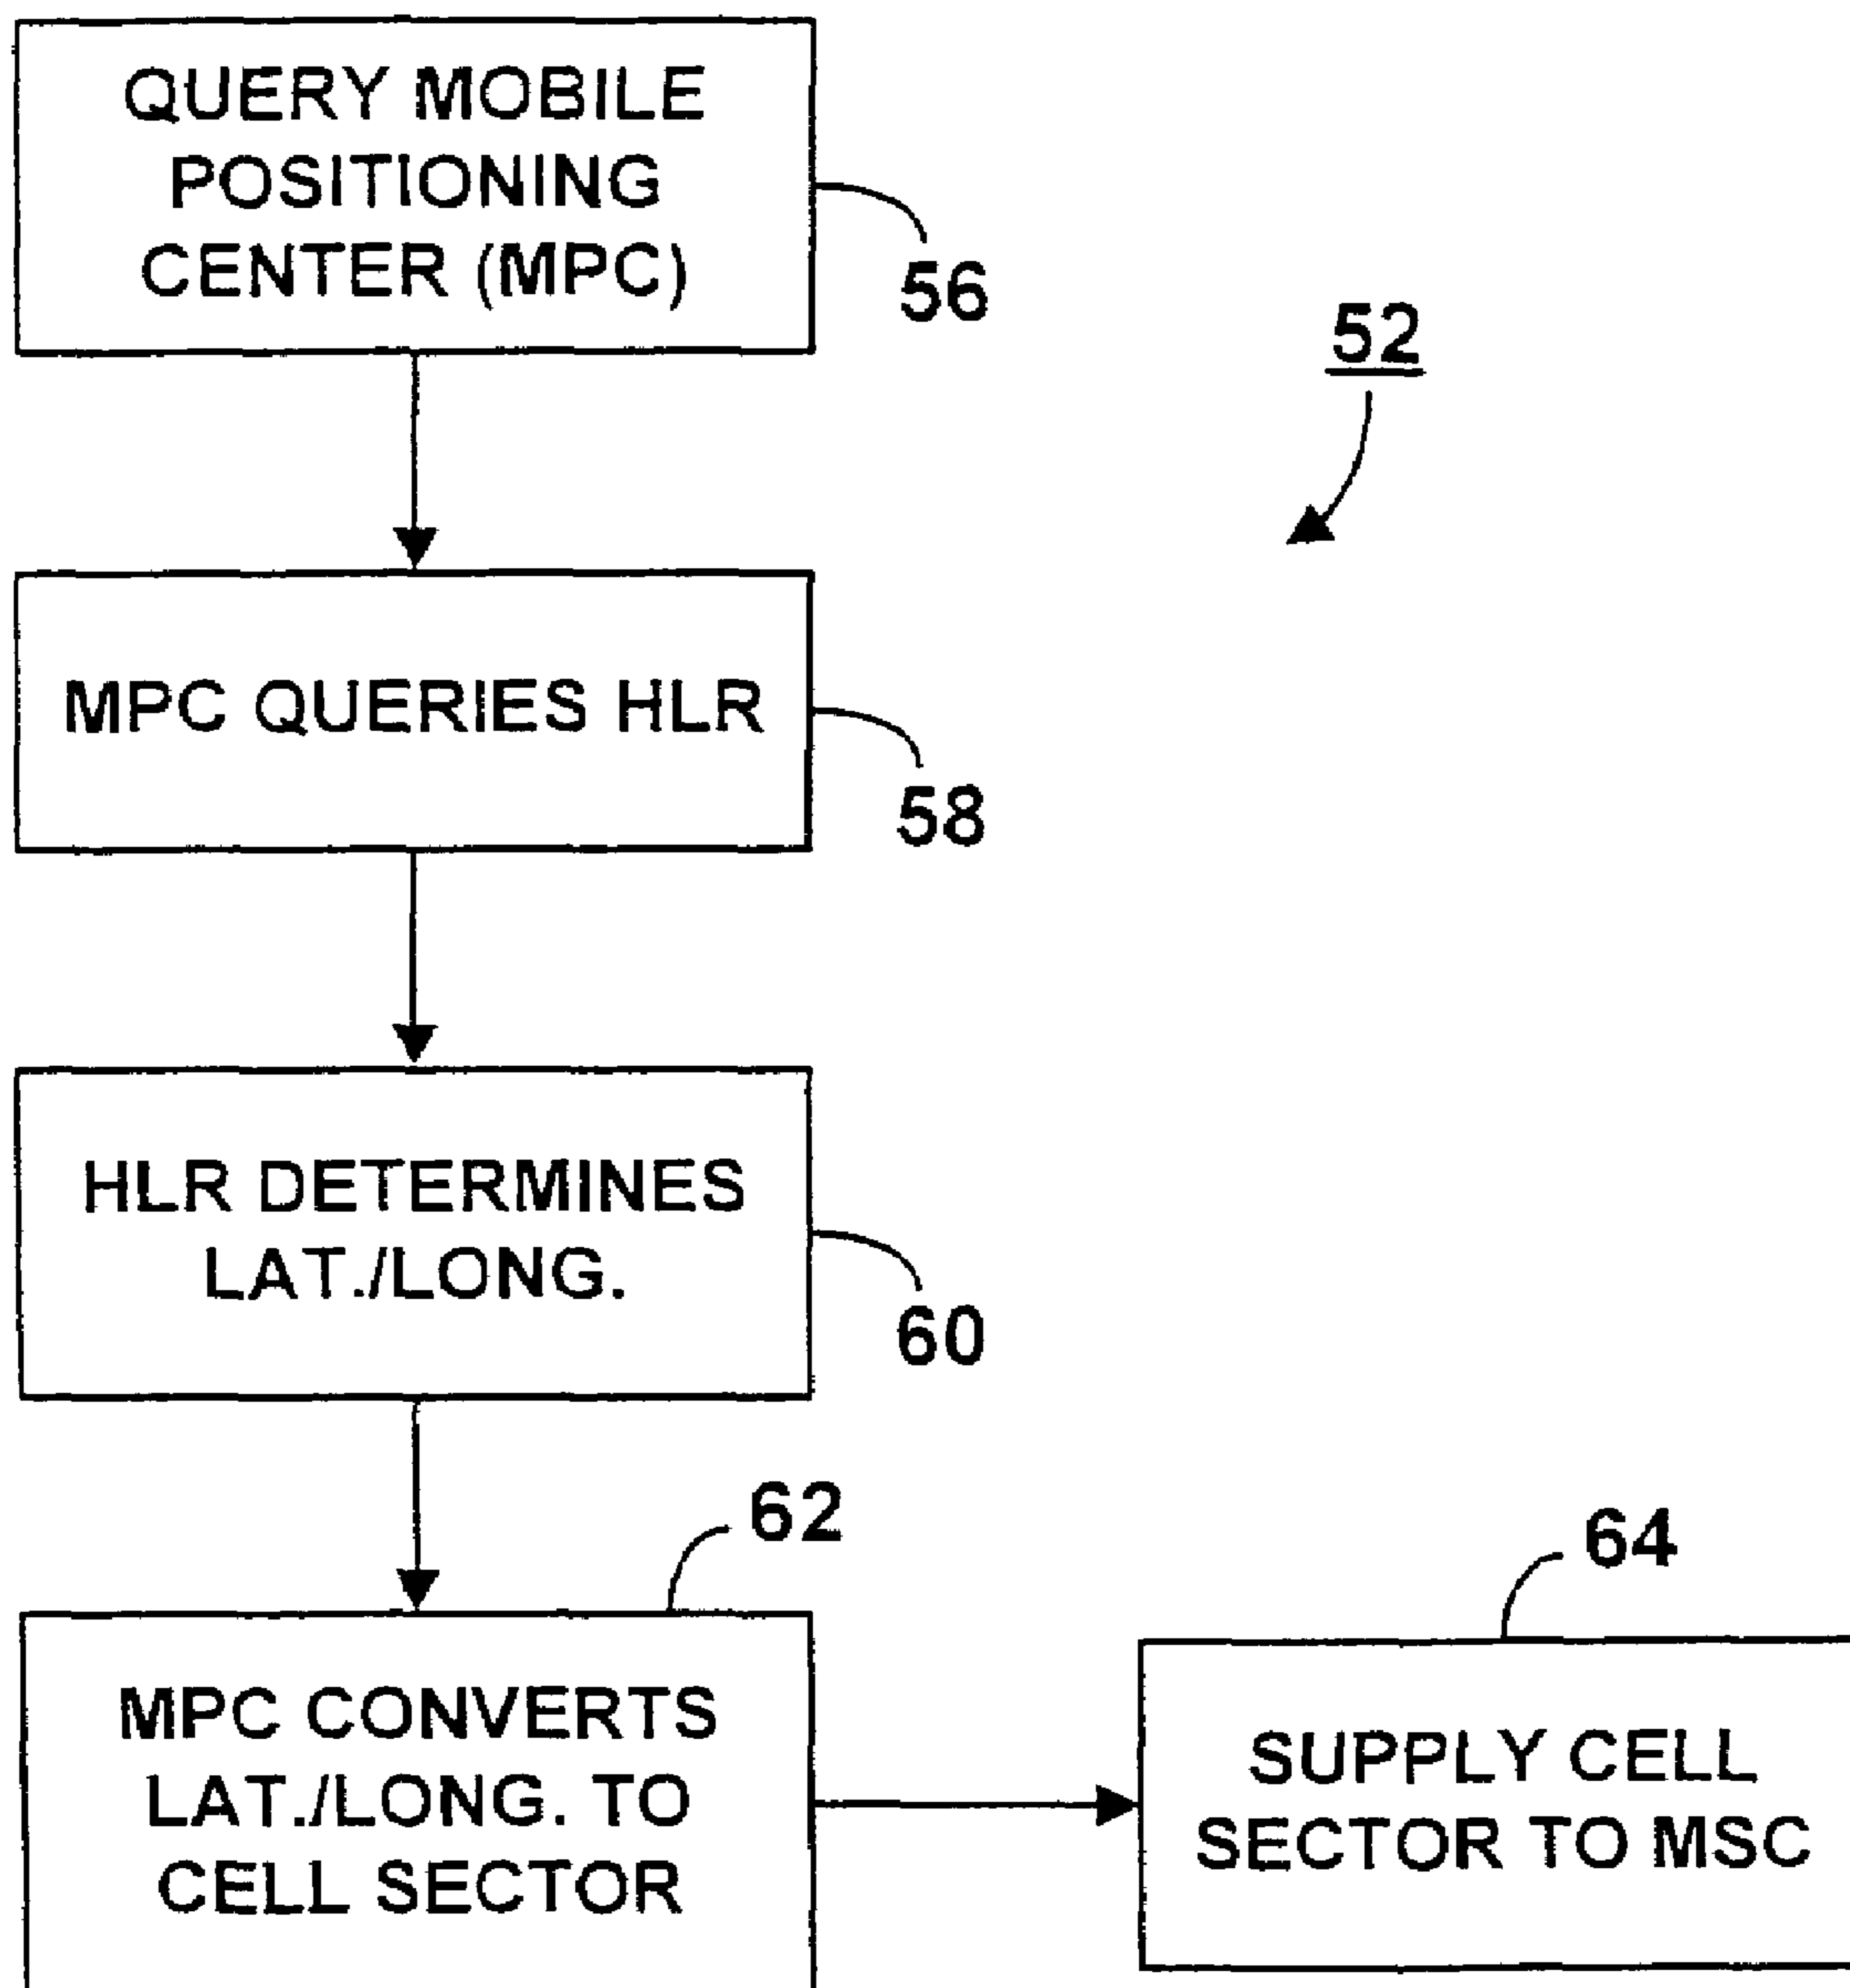 QUERY MOBILE
POSITIONING
CENTER (MPC)
56
52
MPC QUERIES HLR
58
HLR DETERMINES
LAT./LONG.
60
62
MPC CONVERTS
LAT./LONG. TO
CELL SECTOR
64
SUPPLY CELL
SECTOR TO MSC